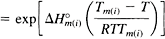 = exp[ΔH°m(i)(Tm(i) − T / RTTm(i))]